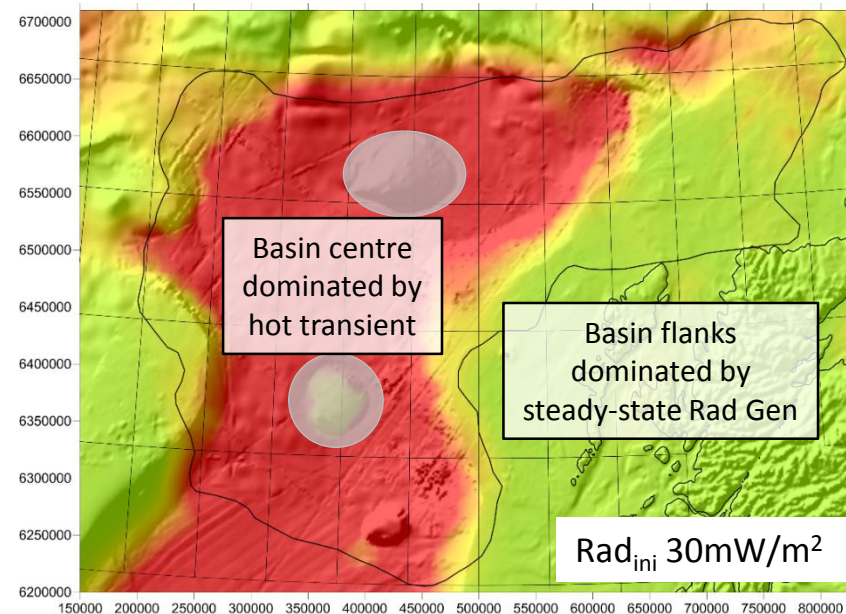 6700000
6650000
6600000
6550000
6500000
6450000
6400000
6350000
6300000
6250000
6200000
Basin centre
dominated by
hot transient
Basin flanks
dominated by
steady-state Rad Gen
Radini 30mW/m²
150000 200000 250000 300000 350000 400000 450000 500000 550000 600000 650000 700000 750000 800000